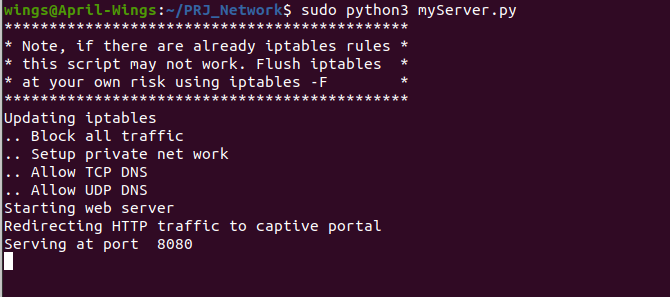 wings@April-Wings:~/PRJ_Network$ sudo python3 myServer.py
*********************************************
* Note, if there are already iptables rules *
* this script may not work. Flush iptables  *
* at your own risk using iptables -F        *
*********************************************
Updating iptables
.. Block all traffic
.. Setup private net work
.. Allow TCP DNS
.. Allow UDP DNS
Starting web server
Redirecting HTTP traffic to captive portal
Serving at port  8080